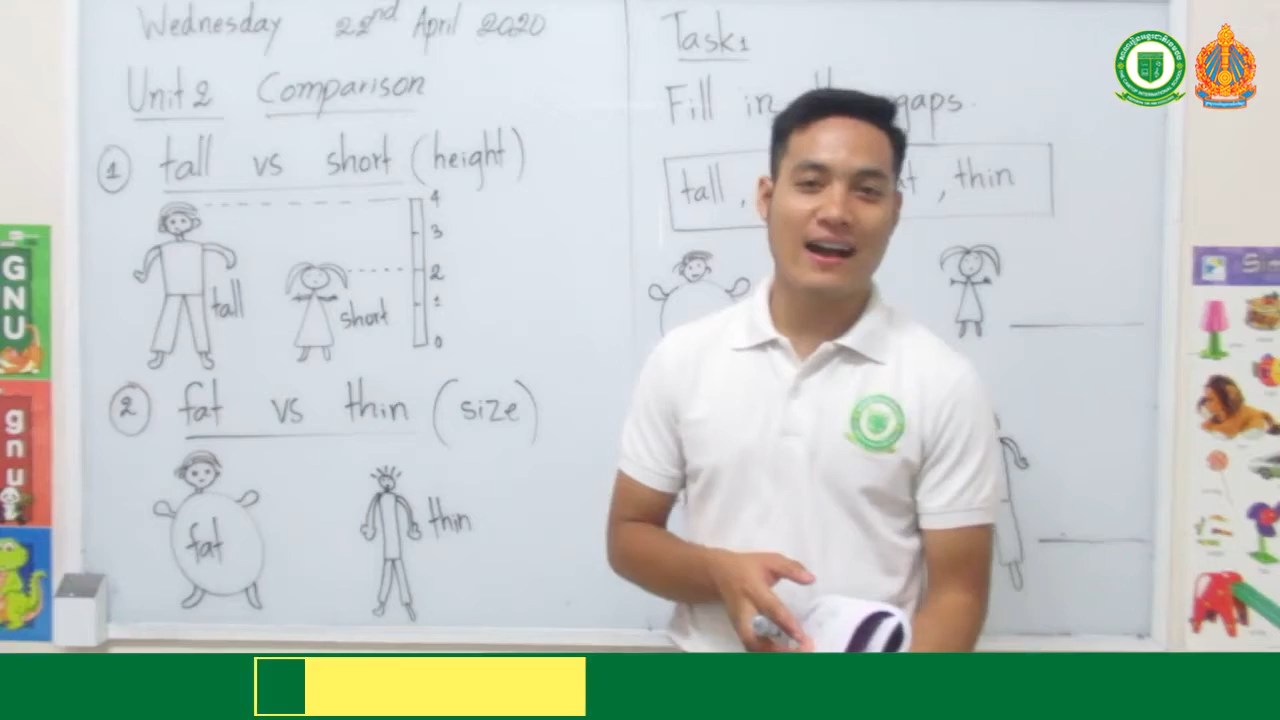 Wednesday 22nd April 2020
Unit 2 Comparison
1 tall vs short (height)
4
3
2
1
0
tall
short
2 fat vs thin (size)
fat
thin
Task 1
Fill in gaps.
tall, , thin
G
N
U
g
n
u